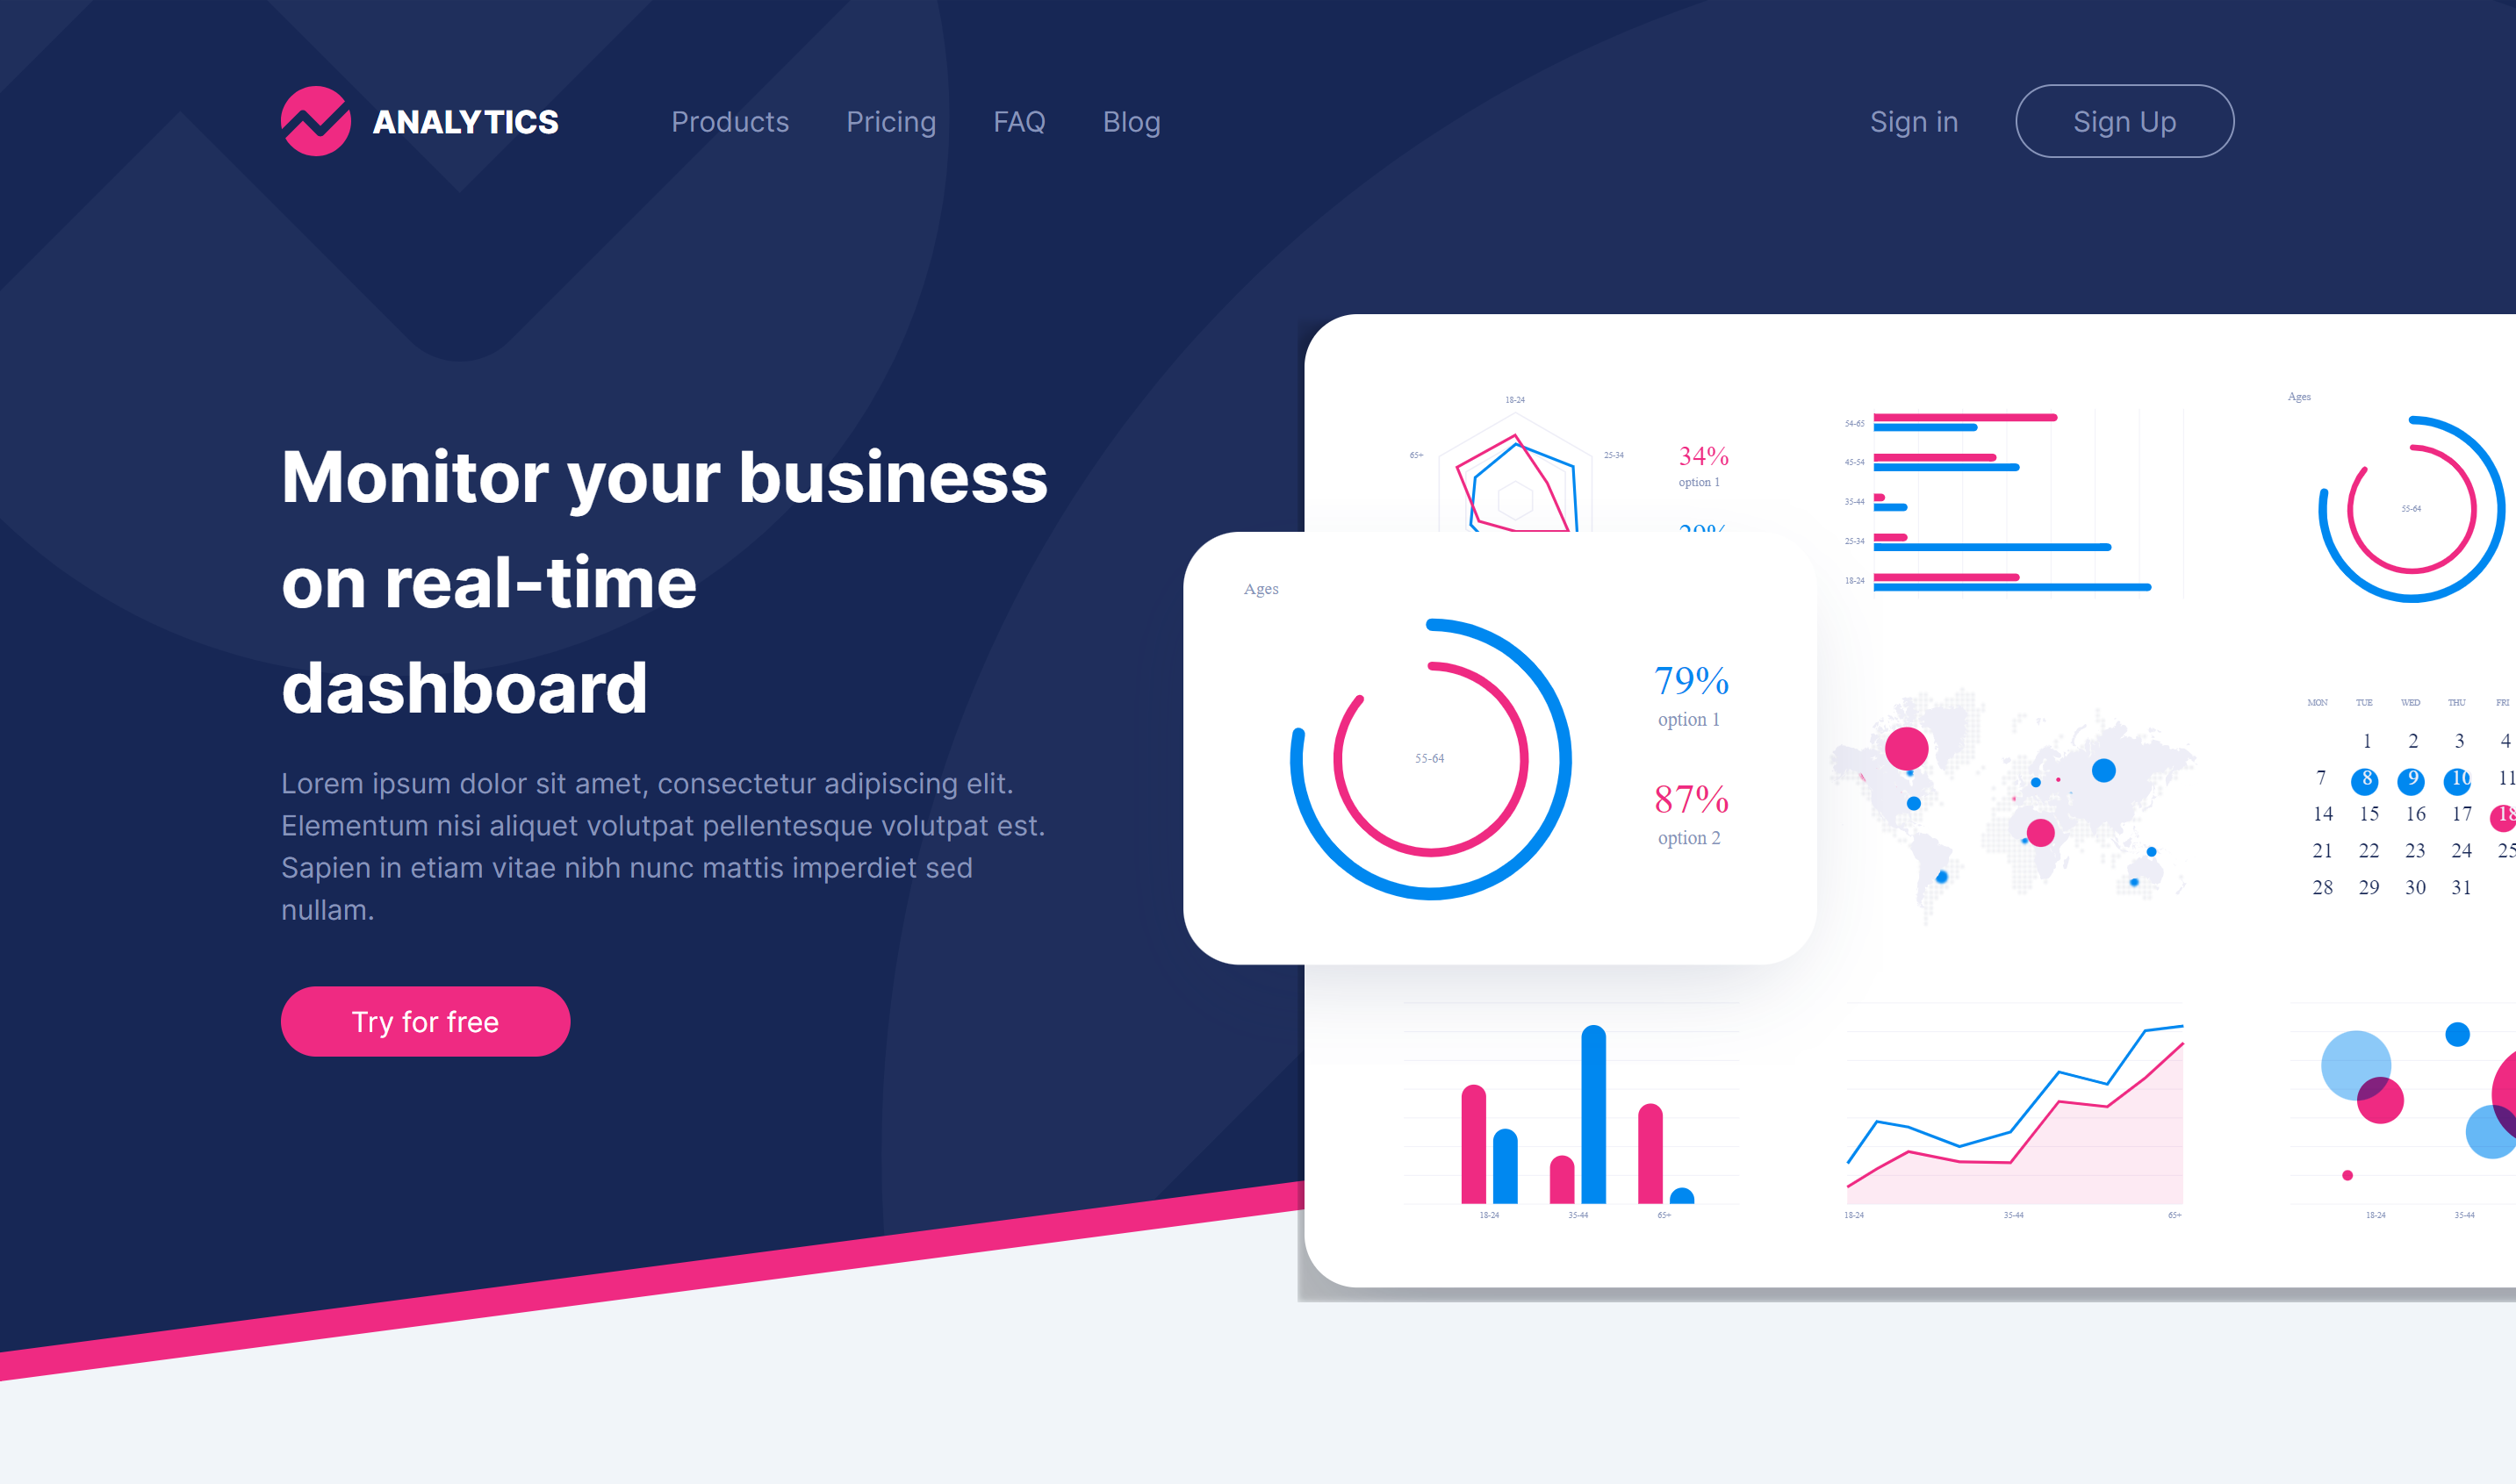 ANALYTICS
Products Pricing FAQ Blog
Sign in Sign Up
Monitor your business
on real-time
dashboard
Lorem ipsum dolor sit amet, consectetur adipiscing elit.
Elementum nisi aliquet volutpat pellentesque volutpat est.
Sapien in etiam vitae nibh nunc mattis imperdiet sed
nullam.
Try for free
18-24
65+ 25-34
34%
option 1
54-65
45-54
35-44
25-34
18-24
Ages
55-64
Ages
55-64
79%
option 1
87%
option 2
MON TUE WED THU FRI
1 2 3 4
7 8 9 10 11
14 15 16 17 18
21 22 23 24 25
28 29 30 31
18-24 35-44 65+
18-24 35-44 65+
18-24 35-44